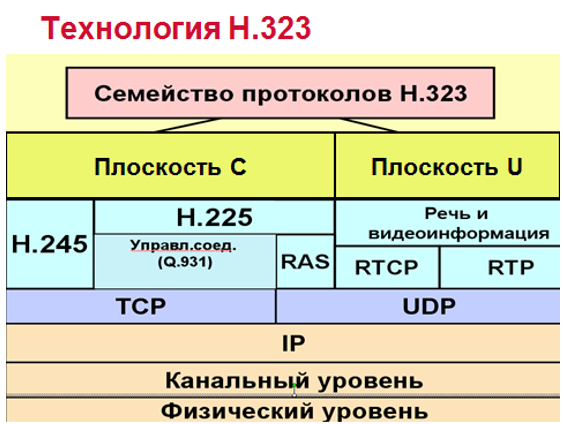 Технология H.323
Семейство протоколов H.323
Плоскость C
Плоскость U
H.245
H.225
Управл.соед.
(Q.931)
RAS
Речь и
видеоинформация
RTCP
RTP
TCP
UDP
IP
Канальный уровень
Физический уровень